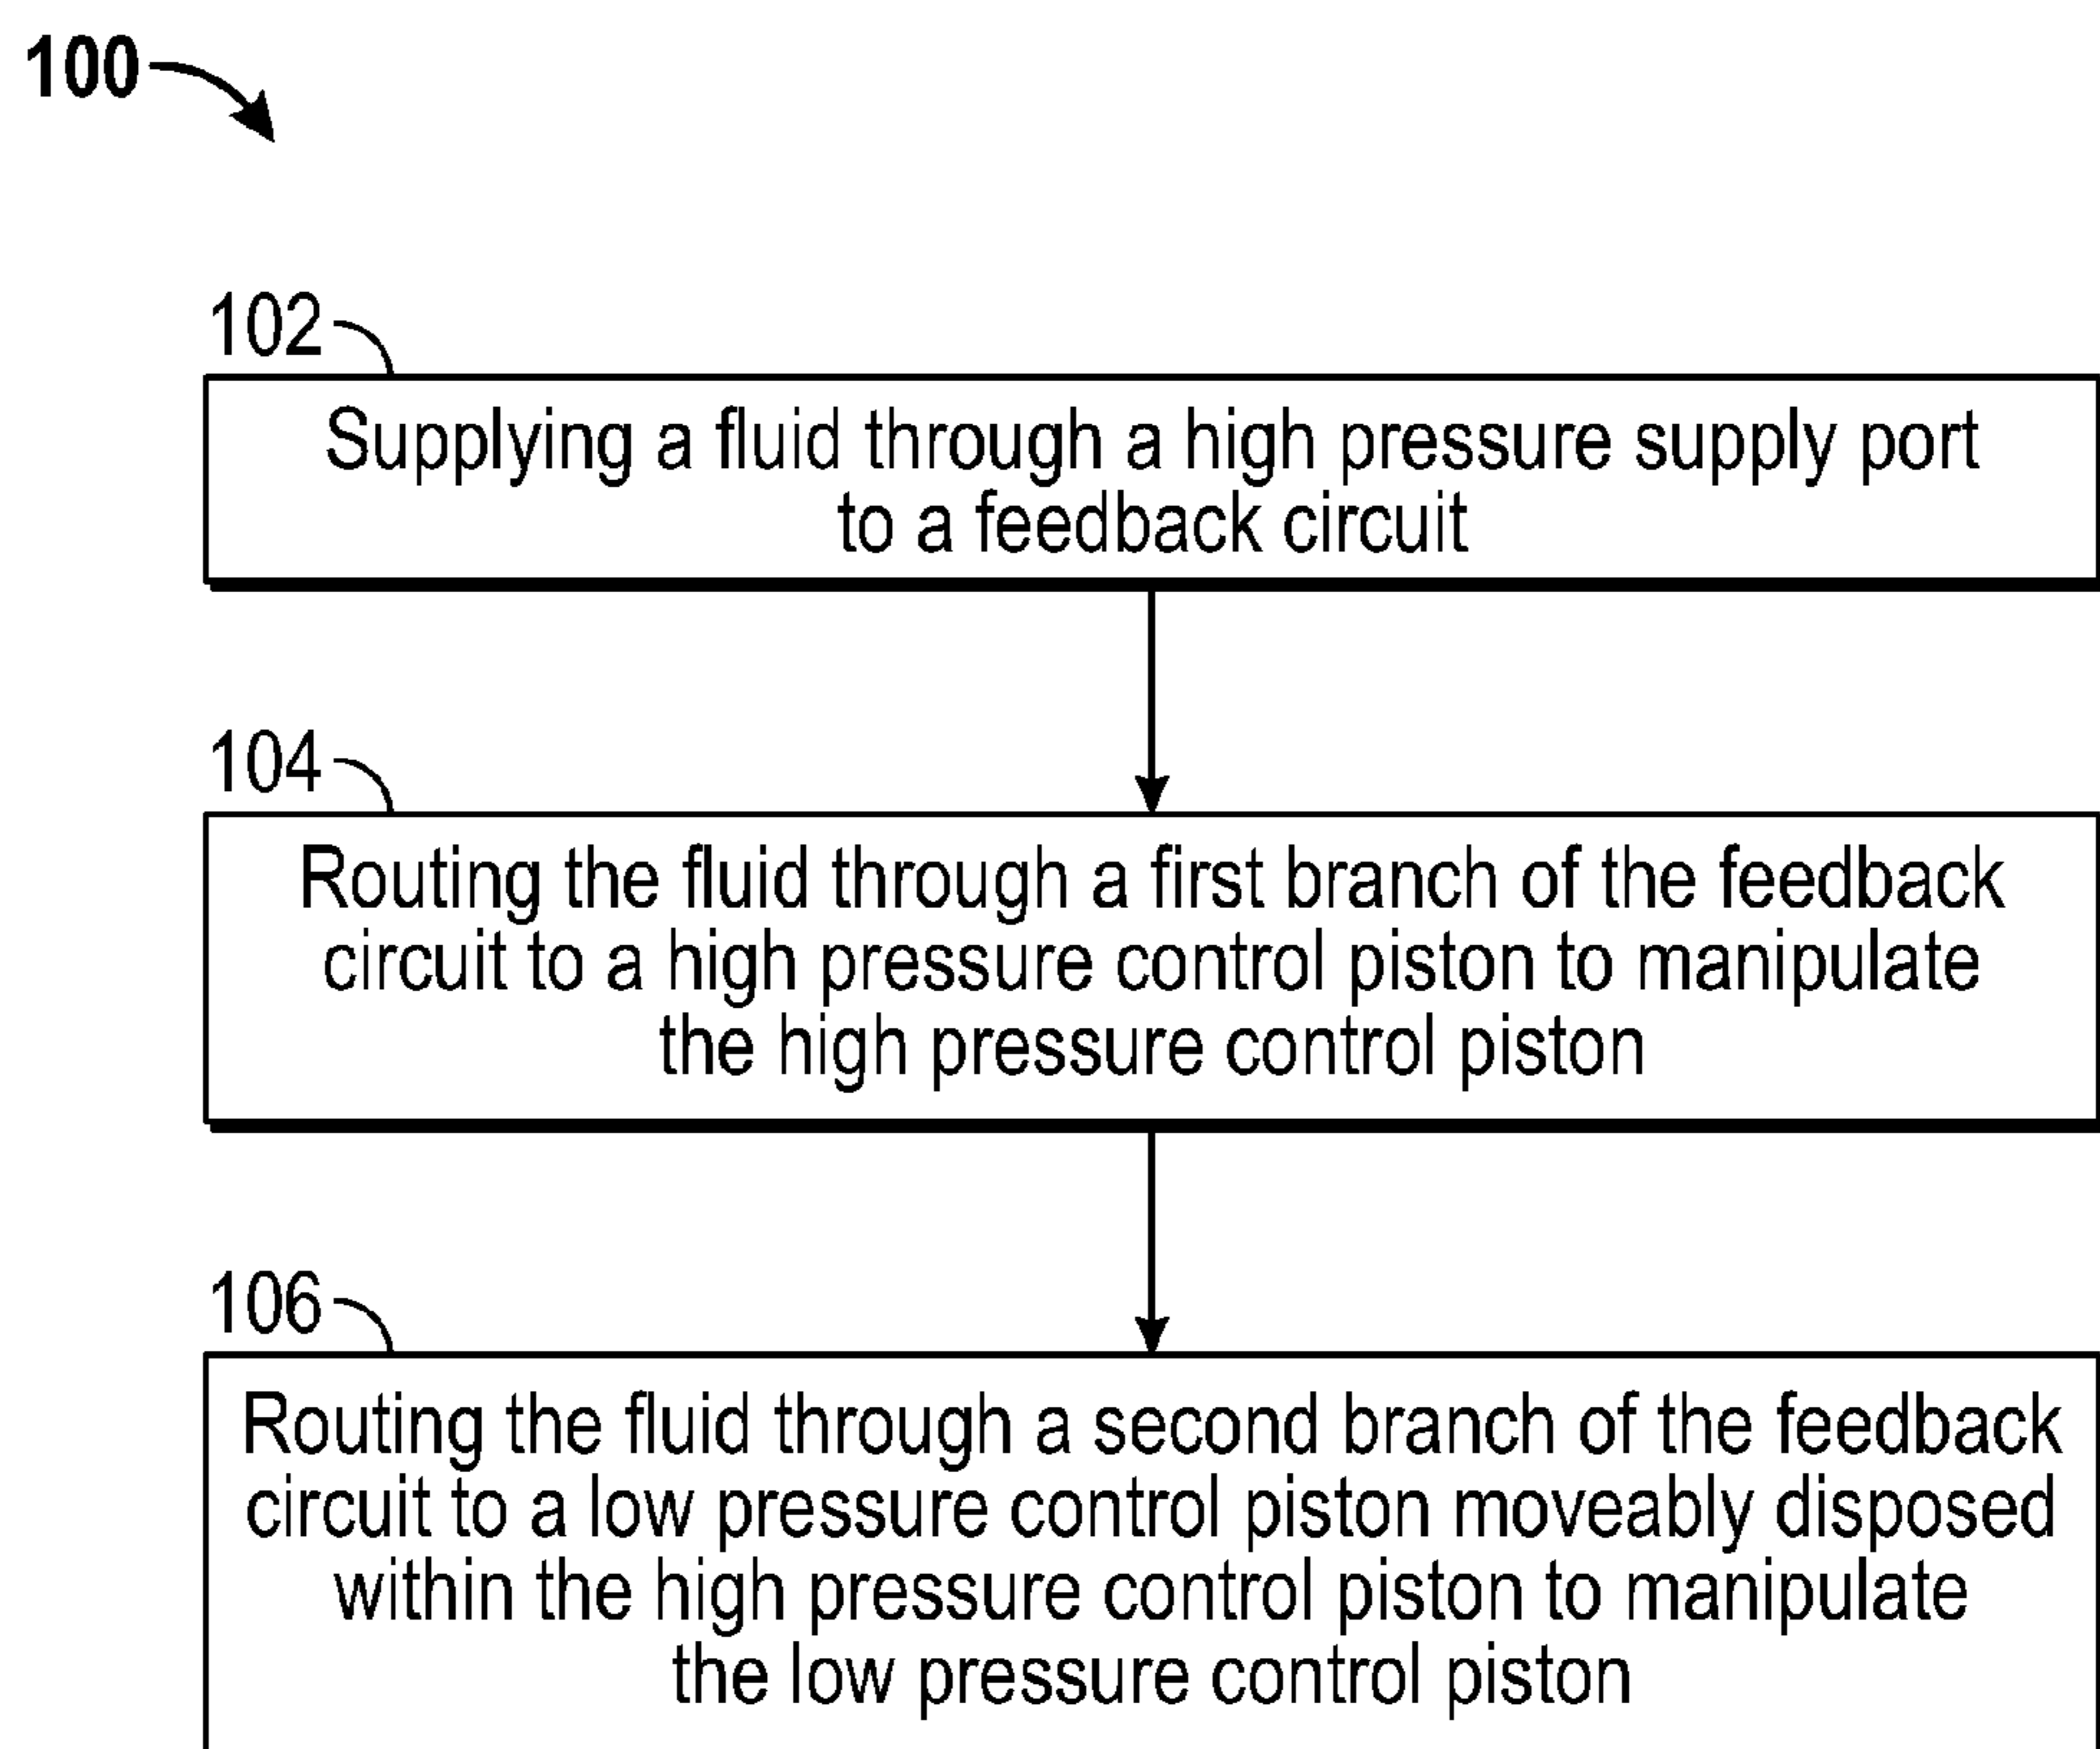 100
102
Supplying a fluid through a high pressure supply port
to a feedback circuit
104
Routing the fluid through a first branch of the feedback
circuit to a high pressure control piston to manipulate
the high pressure control piston
106
Routing the fluid through a second branch of the feedback
circuit to a low pressure control piston moveably disposed
within the high pressure control piston to manipulate
the low pressure control piston